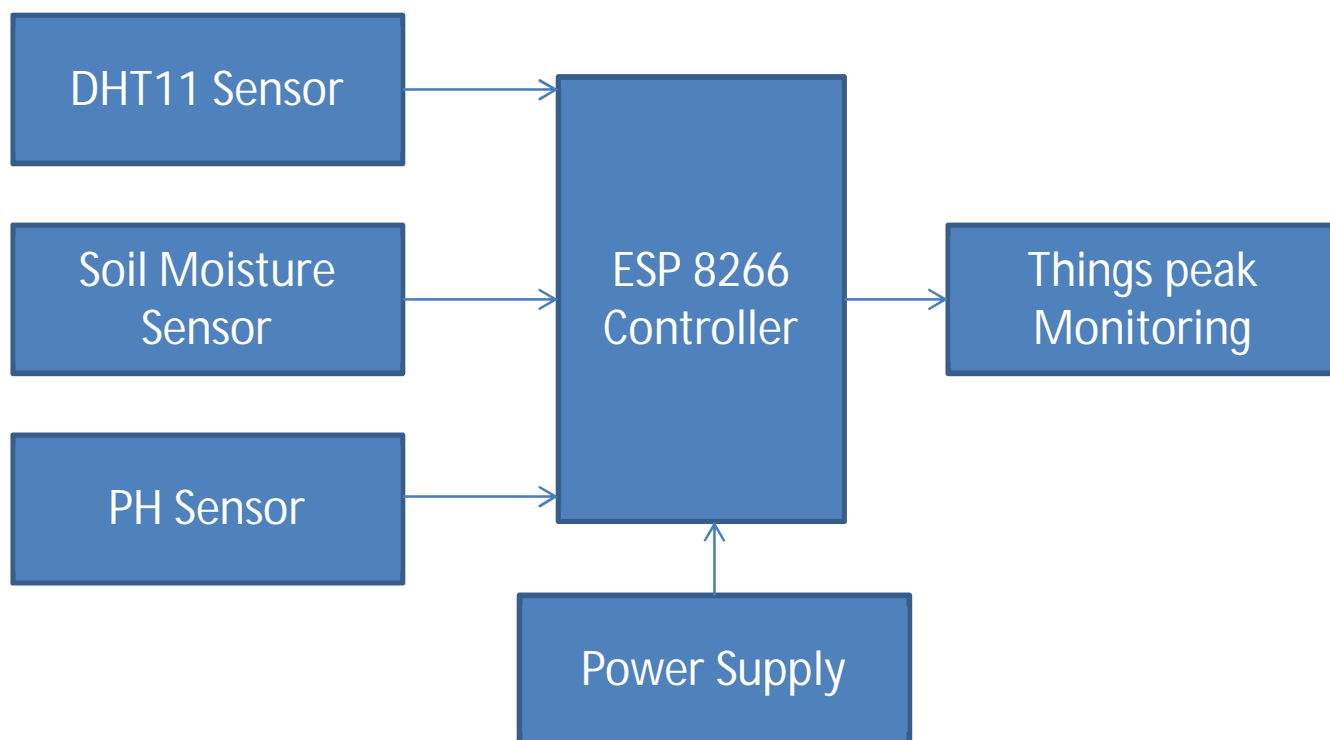 DHT11 Sensor
Soil Moisture
Sensor
PH Sensor
ESP 8266
Controller
Things peak
Monitoring
Power Supply